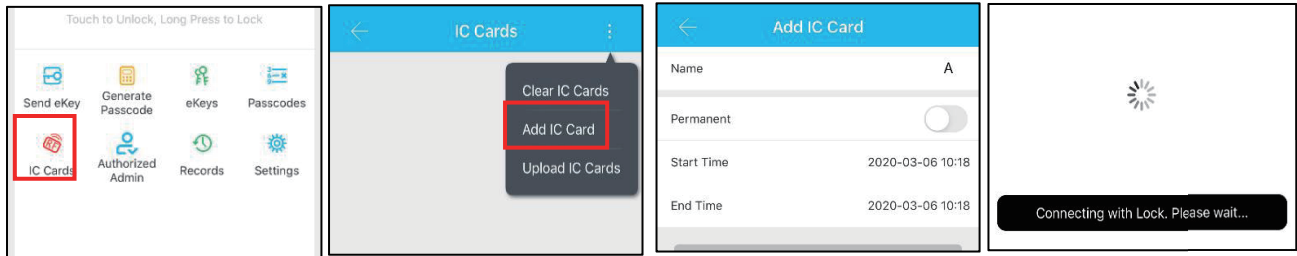 Touch to Unlock, Long Press to Lock
Send eKey
Generate
Passcode
eKeys
Passcodes
IC Cards
Authorized
Admin
Records
Settings
IC Cards
Clear IC Cards
Add IC Card
Upload IC Cards
Add IC Card
Name A
Permanent
Start Time 2020-03-06 10:18
End Time 2020-03-06 10:18
Connecting with Lock. Please wait...